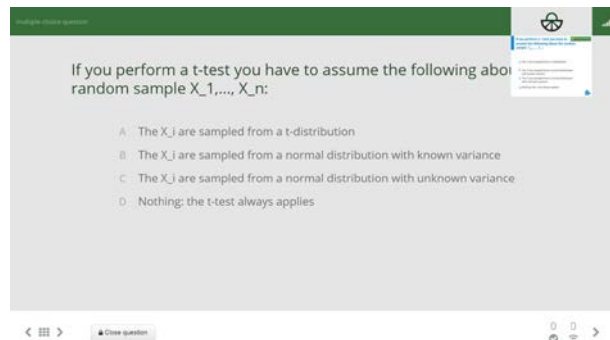 multiple-choice question
If you perform a t-test you have to assume the following abou
random sample X_1,..., X_n:
A The X_i are sampled from a t-distribution
B The X_i are sampled from a normal distribution with known variance
C The X_i are sampled from a normal distribution with unknown variance
D Nothing: the t-test always applies
Close question
0 0